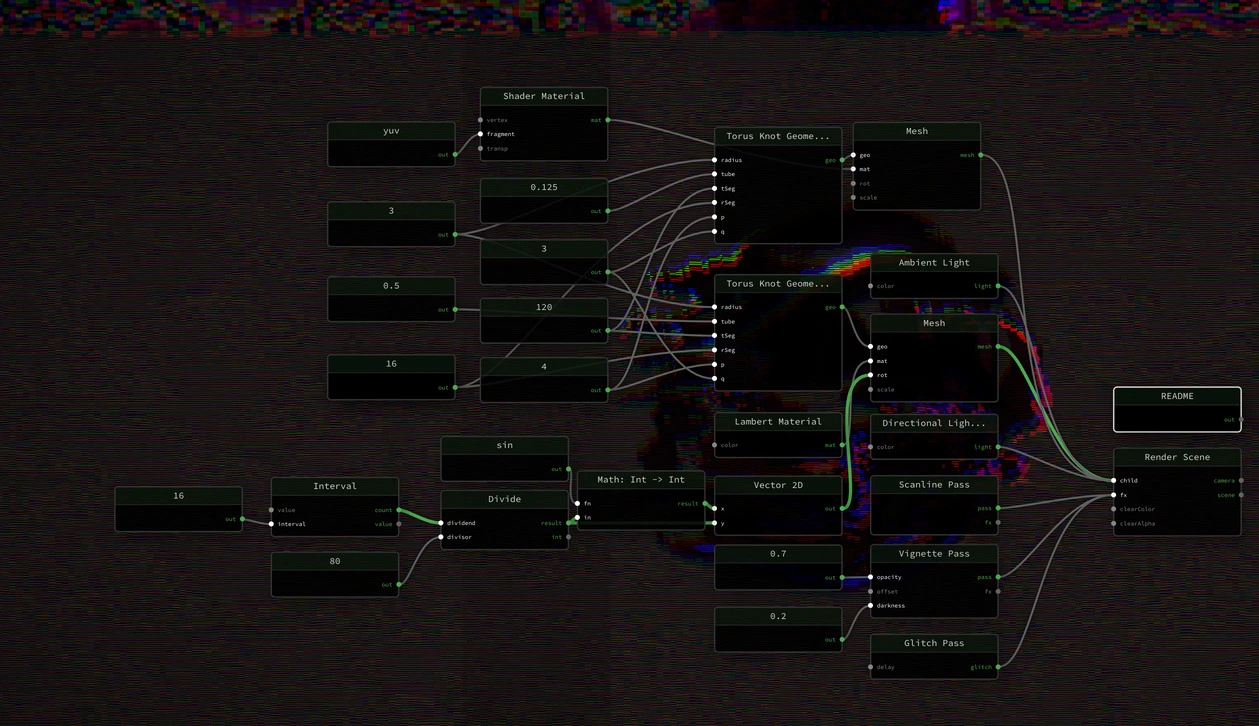 Shader Material
vertex
mat
fragment
transp
yuv
out
0.125
out
3
out
3
out
0.5
out
120
out
16
out
4
out
Torus Knot Geome...
radius
geo
tube
tSeg
rSeg
p
q
Mesh
geo
mesh
mat
rot
scale
Torus Knot Geome...
radius
geo
tube
tSeg
rSeg
p
q
Ambient Light
color
light
Mesh
geo
mesh
mat
rot
scale
Lambert Material
color
mat
Directional Ligh...
color
light
README
out
Render Scene
child
camera
fx
scene
clearColor
clearAlpha
sin
out
16
out
Interval
value
count
interval
value
80
out
Divide
dividend
result
divisor
int
Math: Int -> Int
fn
result
in
Vector 2D
x
out
y
Scanline Pass
pass
fx
0.7
out
Vignette Pass
opacity
pass
offset
fx
darkness
0.2
out
Glitch Pass
delay
glitch